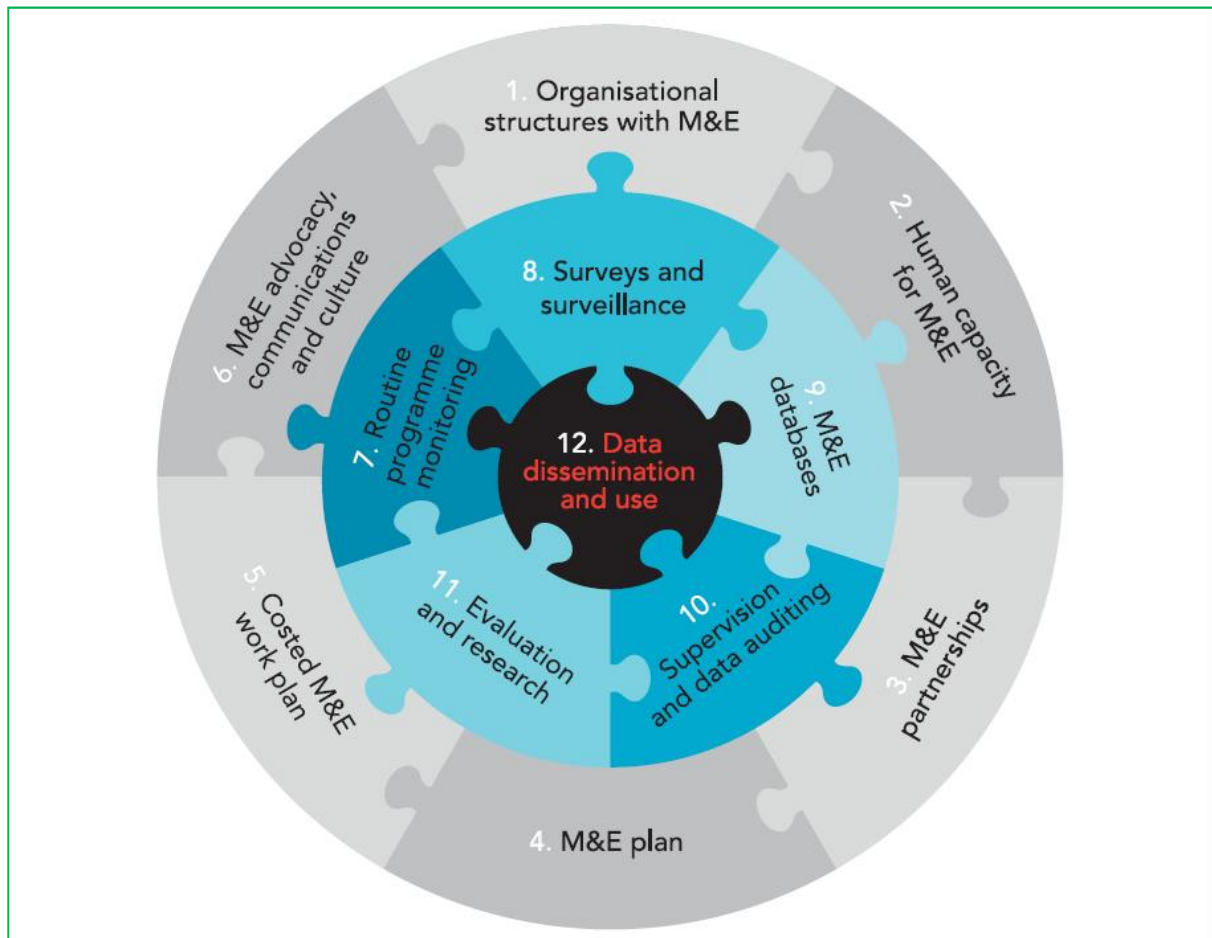 1. Organisational
structures with M&E
2. Human capacity
for M&E
3. M&E
partnerships
4. M&E plan
5. Costed M&E
work plan
6. M&E advocacy,
communications
and culture
7. Routine
programme
monitoring
8. Surveys and
surveillance
9. M&E
databases
10.
Supervision
and data auditing
11. Evaluation
and research
12. Data
dissemination
and use